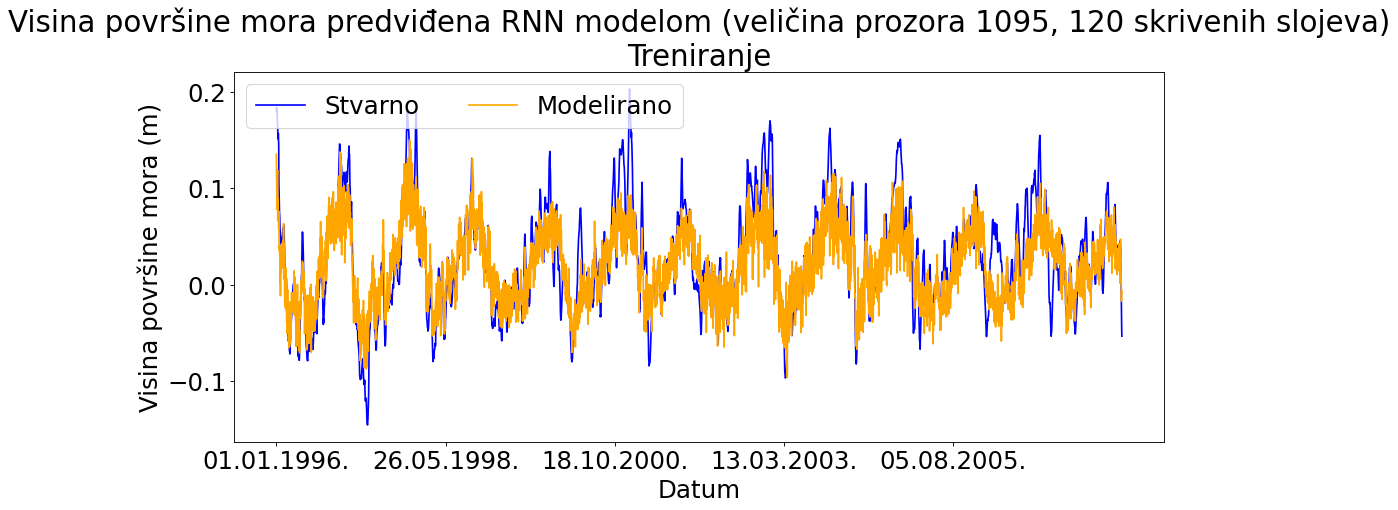 Visina površine mora predviđena RNN modelom (veličina prozora 1095, 120 skrivenih slojeva)
Treniranje
Stvarno Modelirano
Visina površine mora (m)
0.2
0.1
0.0
−0.1
01.01.1996. 26.05.1998. 18.10.2000. 13.03.2003. 05.08.2005.
Datum